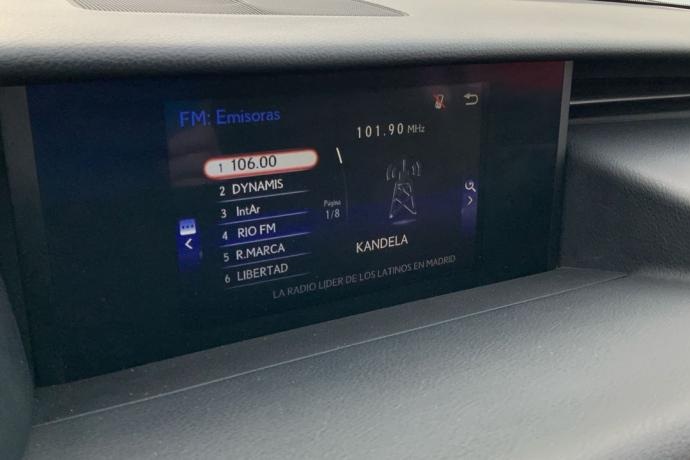 FM: Emisoras
101.90 MHz
1 106.00
2 DYNAMIS
3 IntAr
4 RIO FM
5 R.MARCA
6 LIBERTAD
Página
1/8
KANDELA
LA RADIO LIDER DE LOS LATINOS EN MADRID